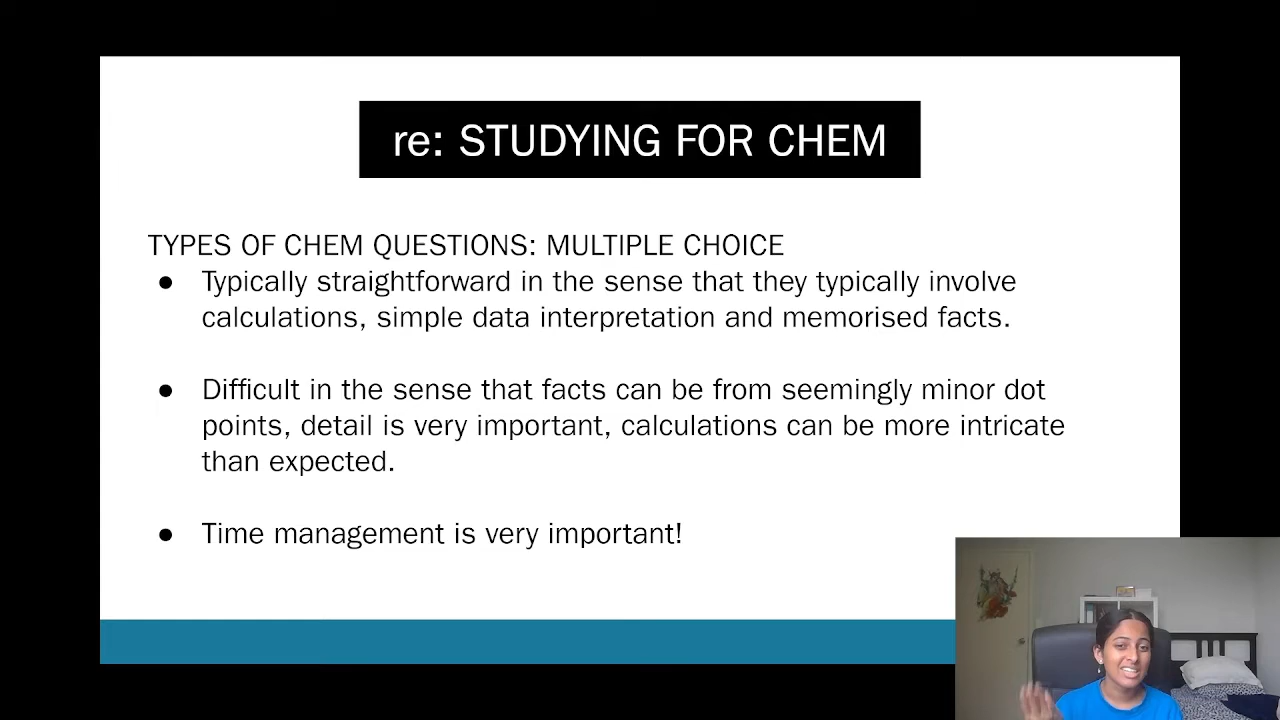 re: STUDYING FOR CHEM
TYPES OF CHEM QUESTIONS: MULTIPLE CHOICE
● Typically straightforward in the sense that they typically involve
calculations, simple data interpretation and memorised facts.
● Difficult in the sense that facts can be from seemingly minor dot
points, detail is very important, calculations can be more intricate
than expected.
● Time management is very important!